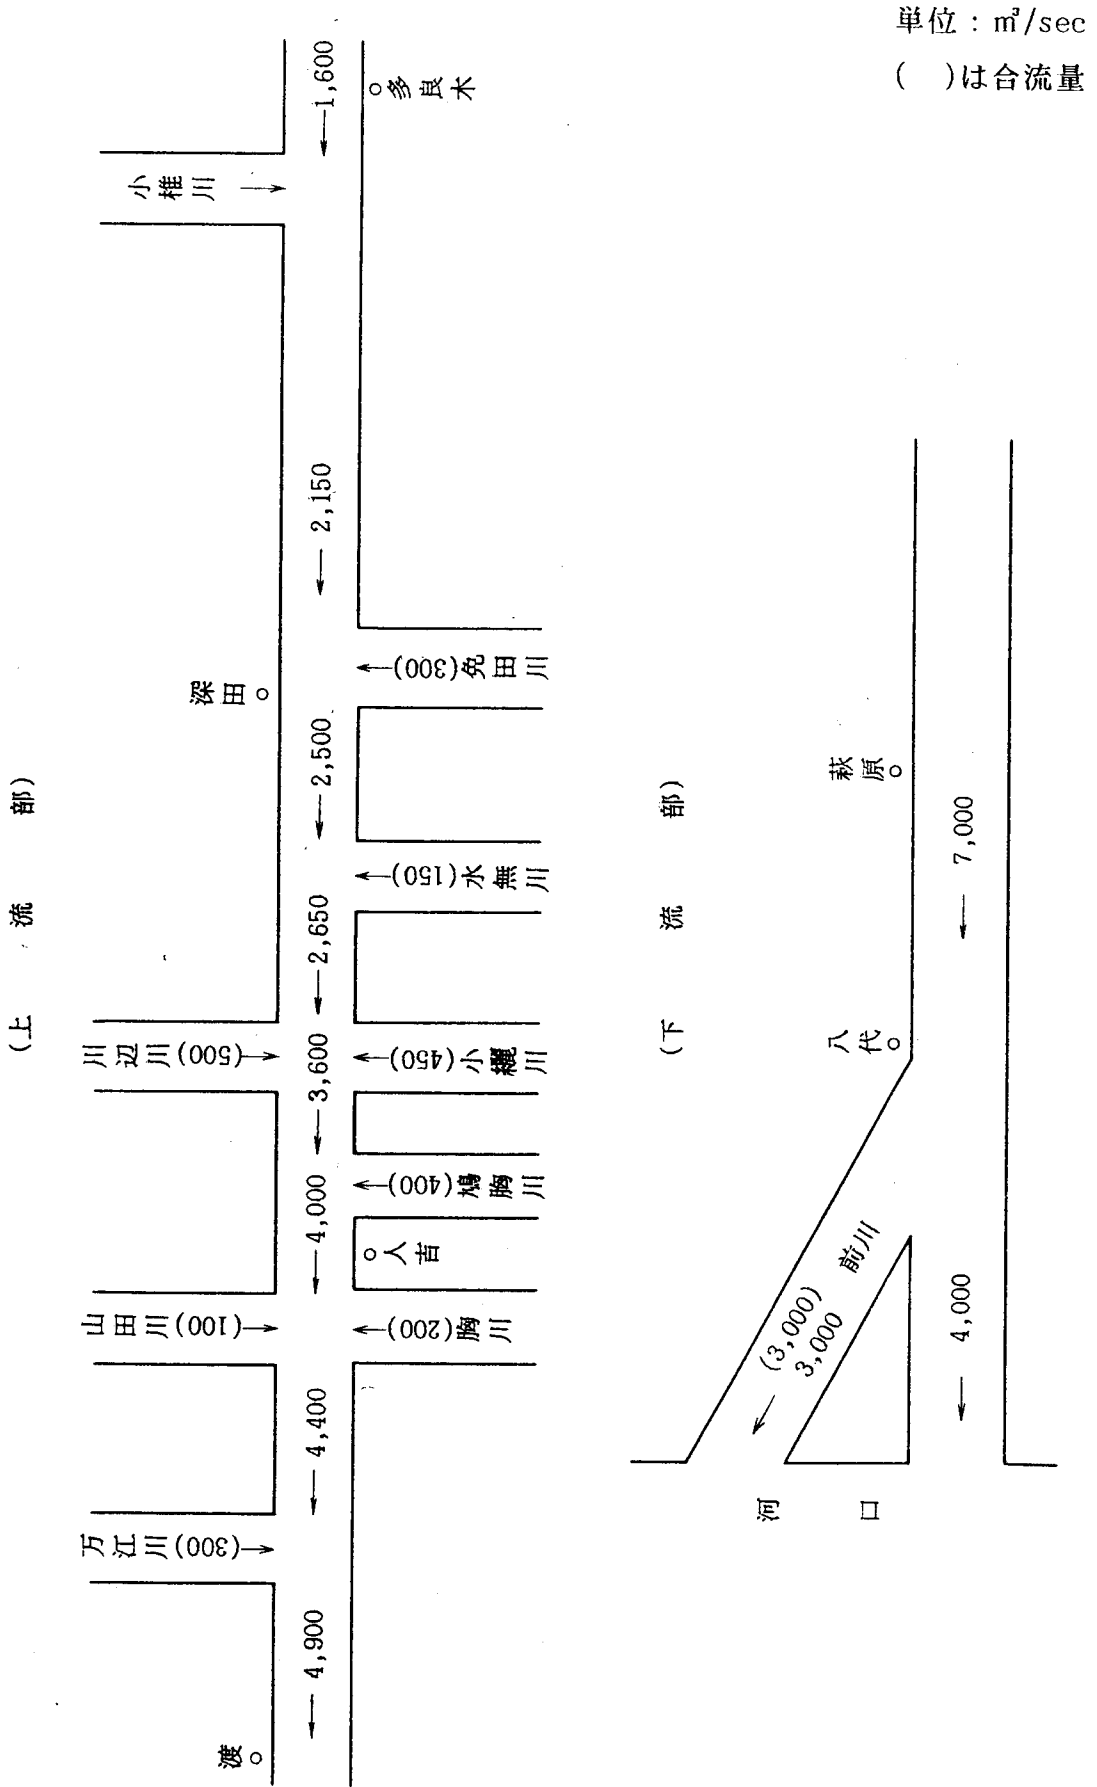 単位：m³/sec
(　)は合流量
(上流部)
←1,600
多良木
小椎川→
←2,150
深田
←(300)免田川
←2,500
←(150)水無川
←2,650
川辺川(500)→
←(450)小纚川
←3,600
←(400)鳩胸川
←4,000
人吉
山田川(100)→
←(200)胸川
←4,400
万江川(300)→
←4,900
渡
(下流部)
萩原
←7,000
八代
前川
←(3,000)
3,000
←4,000
河口